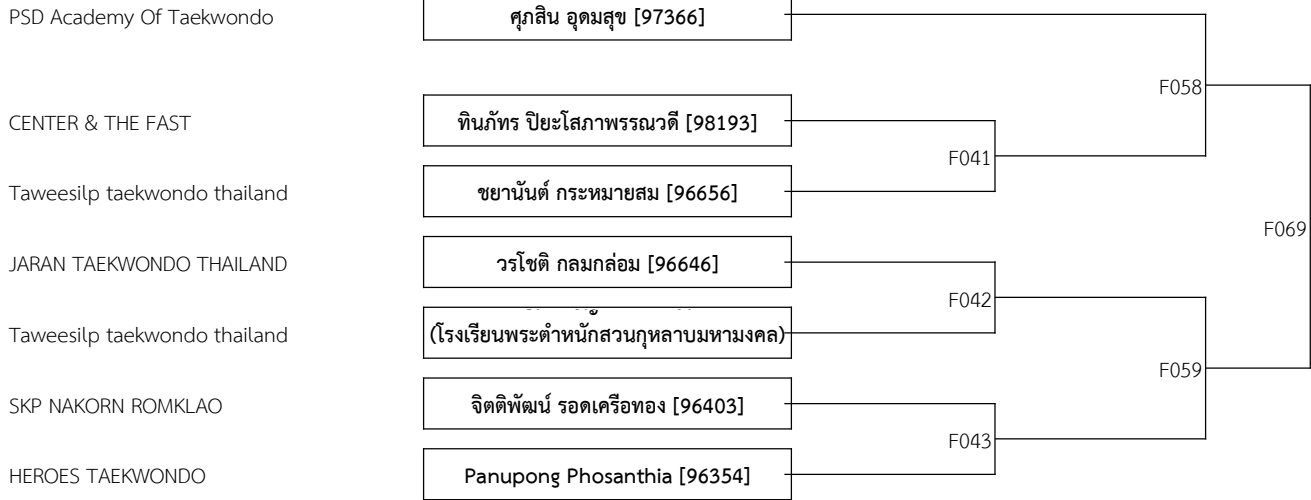 PSD Academy Of Taekwondo
ศุภสิน อุดมสุข [97366]
F058
CENTER & THE FAST
ทินภัทร ปิยะโสภาพรรณวดี [98193]
F041
Taweesilp taekwondo thailand
ชยานันต์ กระหมายสม [96656]
F069
JARAN TAEKWONDO THAILAND
วรโชติ กลมกล่อม [96646]
F042
Taweesilp taekwondo thailand
(โรงเรียนพระตำหนักสวนกุหลาบมหามงคล)
F059
SKP NAKORN ROMKLAO
จิตติพัฒน์ รอดเครือทอง [96403]
F043
HEROES TAEKWONDO
Panupong Phosanthia [96354]